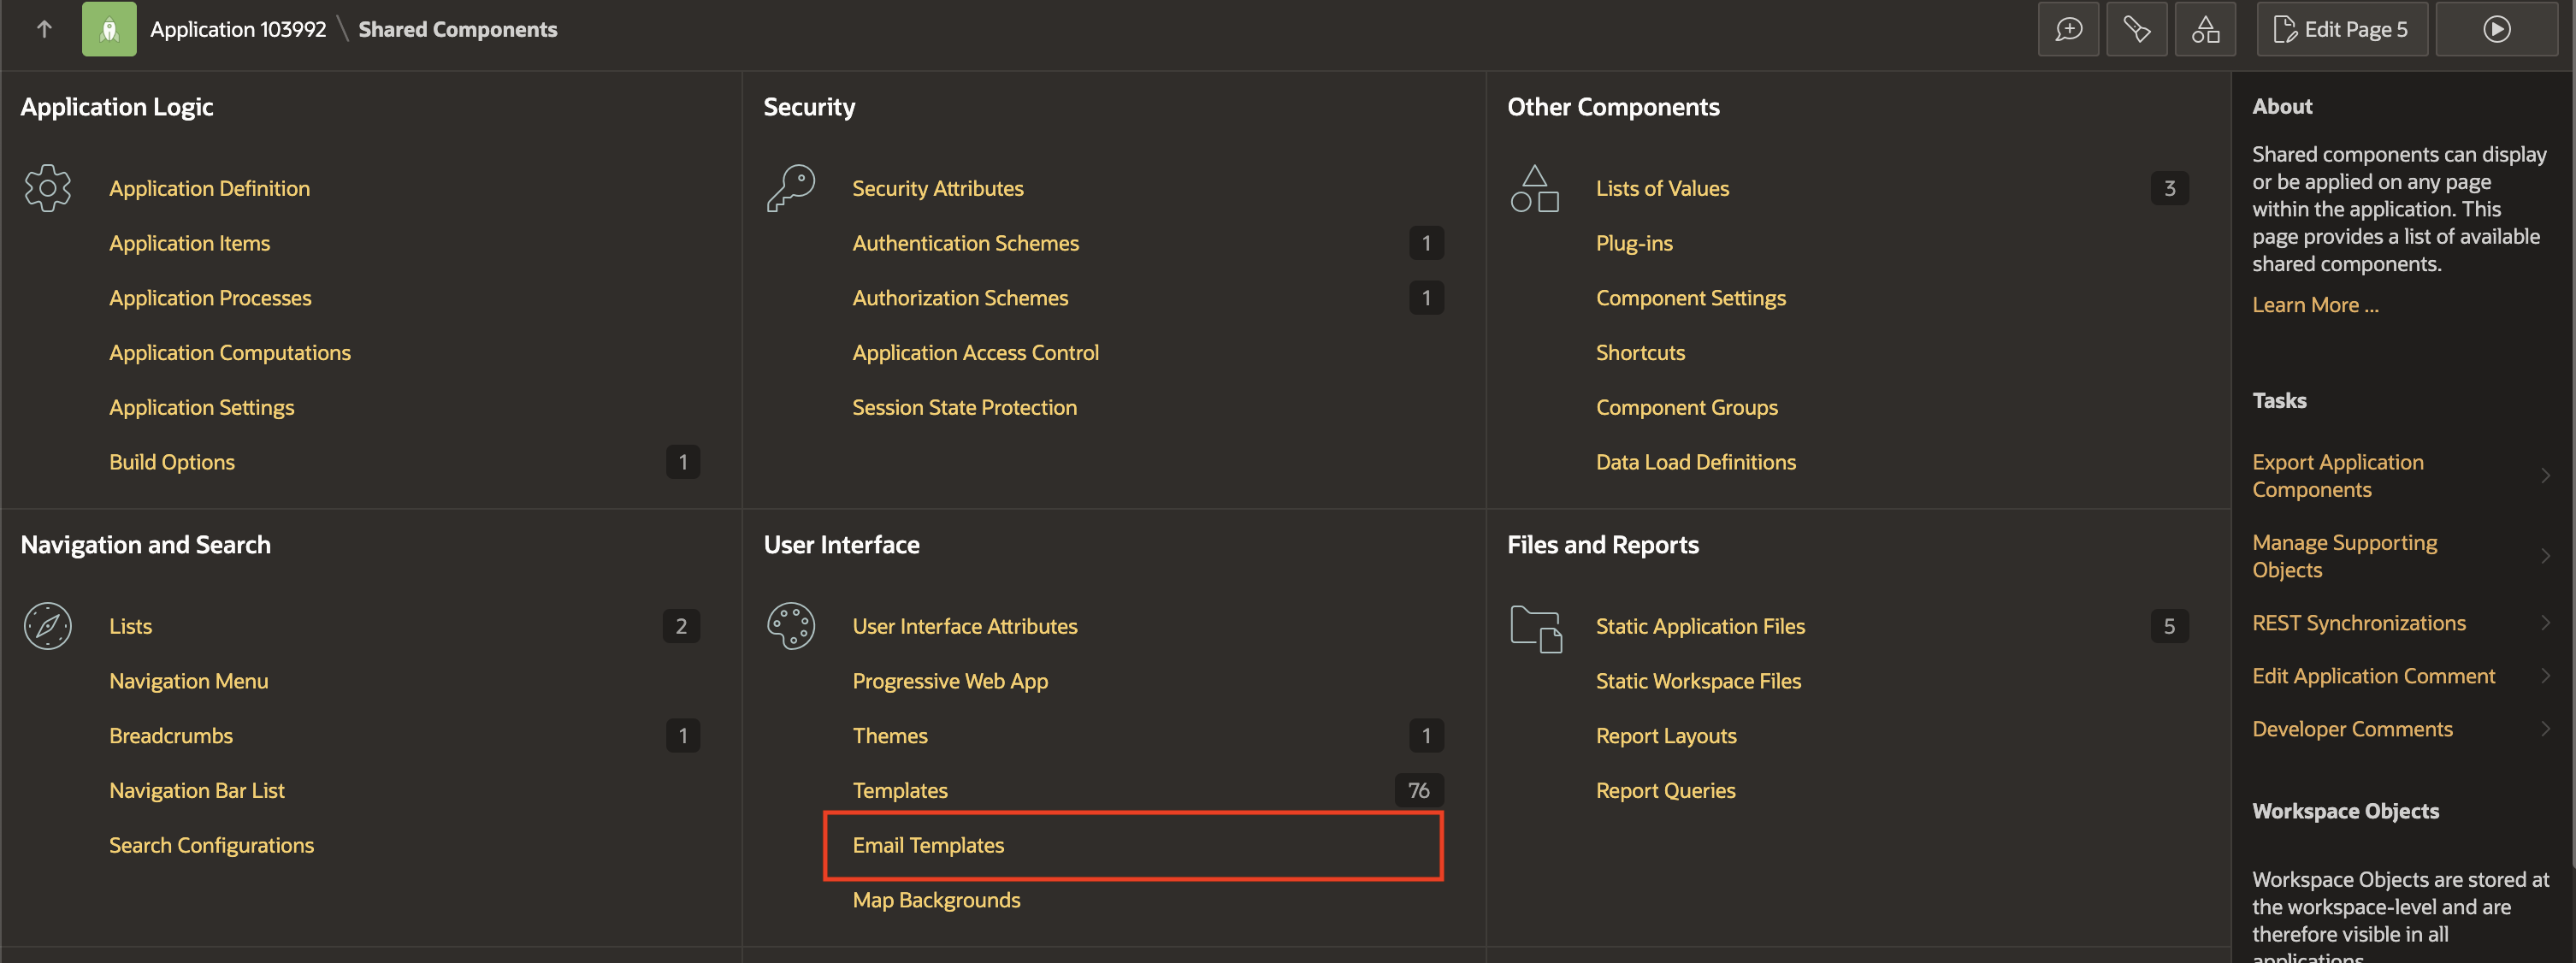 Application 103992 \ Shared Components
Edit Page 5
Application Logic
Application Definition
Application Items
Application Processes
Application Computations
Application Settings
Build Options 1
Security
Security Attributes
Authentication Schemes 1
Authorization Schemes 1
Application Access Control
Session State Protection
Other Components
Lists of Values 3
Plug-ins
Component Settings
Shortcuts
Component Groups
Data Load Definitions
Navigation and Search
Lists 2
Navigation Menu
Breadcrumbs 1
Navigation Bar List
Search Configurations
User Interface
User Interface Attributes
Progressive Web App
Themes 1
Templates 76
Email Templates
Map Backgrounds
Files and Reports
Static Application Files 5
Static Workspace Files
Report Layouts
Report Queries
About
Shared components can display
or be applied on any page
within the application. This
page provides a list of available
shared components.
Learn More ...
Tasks
Export Application
Components
Manage Supporting
Objects
REST Synchronizations
Edit Application Comment
Developer Comments
Workspace Objects
Workspace Objects are stored at
the workspace-level and are
therefore visible in all
applications.